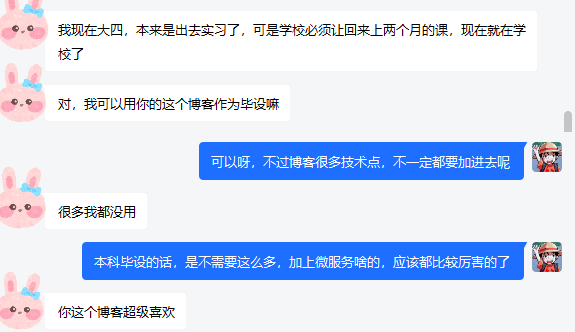 我现在大四，本来是出去实习了，可是学校必须让回来上两个月的课，现在就在学
校了
对，我可以用你的这个博客作为毕设嘛
可以呀，不过博客很多技术点，不一定都要加进去呢
很多我都没用
本科毕设的话，是不需要这么多，加上微服务啥的，应该都比较厉害的了
你这个博客超级喜欢